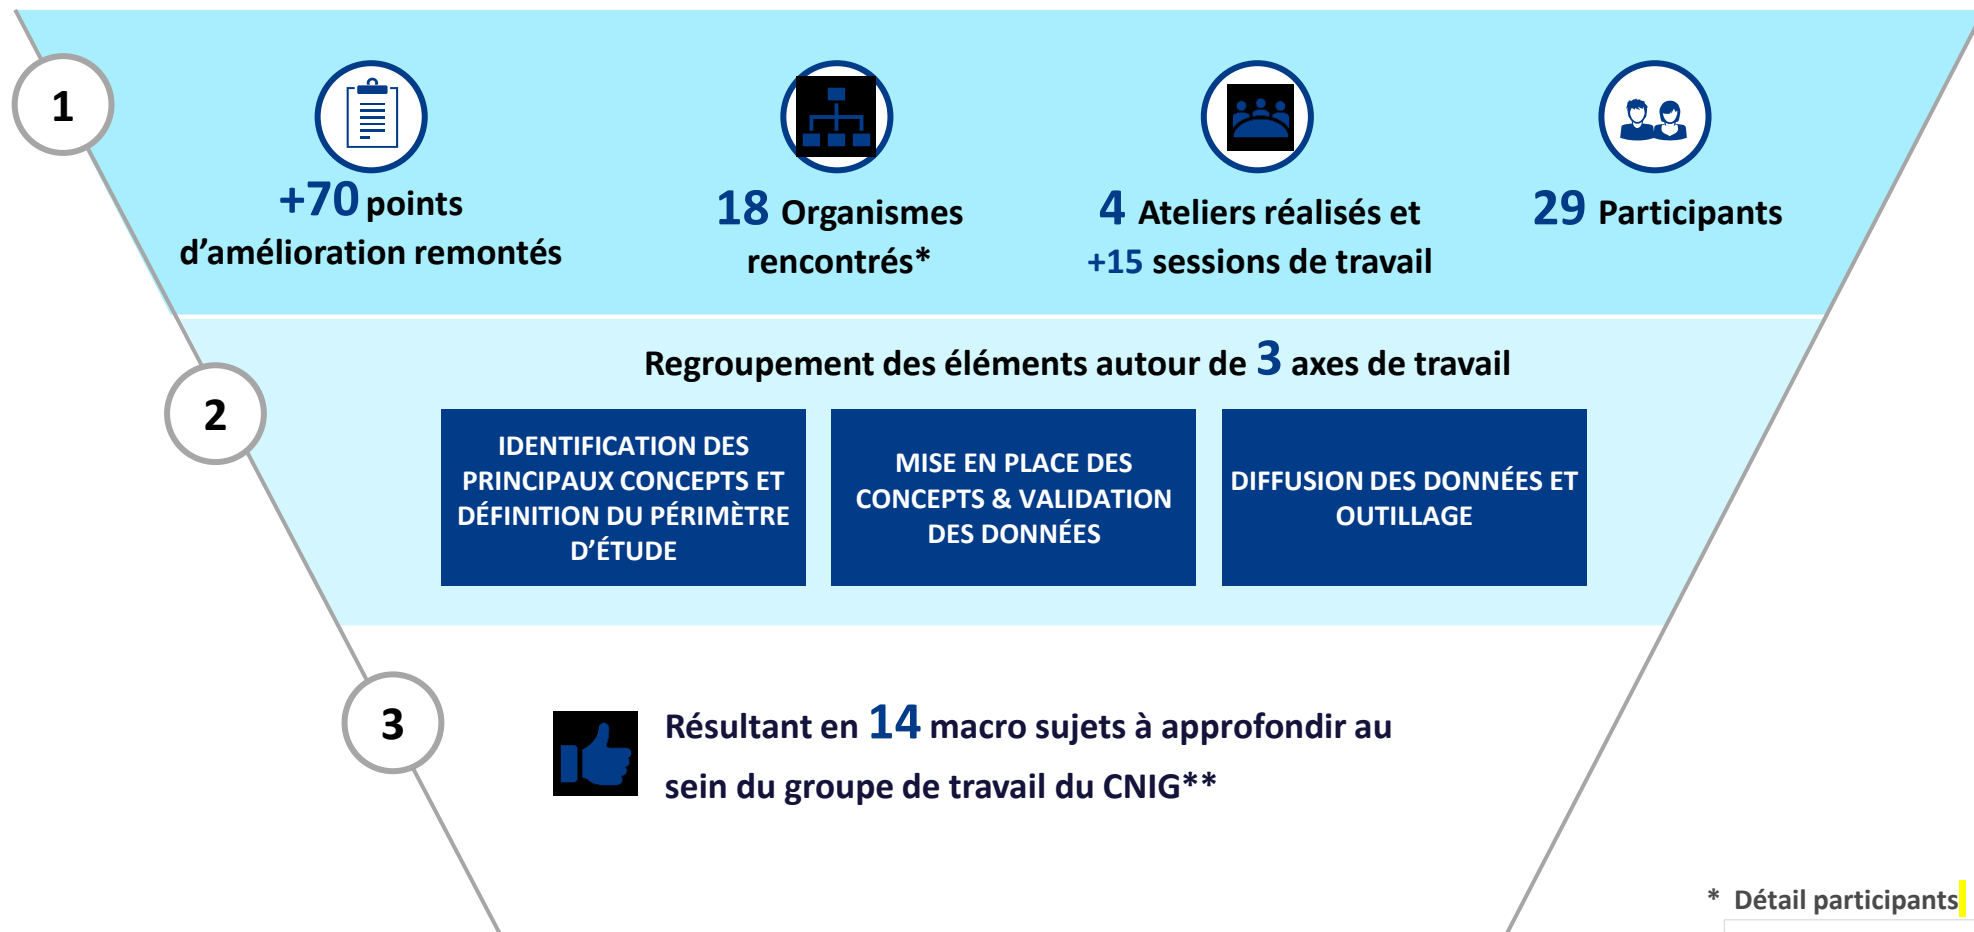 1
+70 points
d'amélioration remontés
18 Organismes
rencontrés*
4 Ateliers réalisés et
+15 sessions de travail
29 Participants
2
Regroupement des éléments autour de 3 axes de travail
IDENTIFICATION DES
PRINCIPAUX CONCEPTS ET
DÉFINITION DU PÉRIMÈTRE
D'ÉTUDE
MISE EN PLACE DES
CONCEPTS & VALIDATION
DES DONNÉES
DIFFUSION DES DONNÉES ET
OUTILLAGE
3
Résultant en 14 macro sujets à approfondir au
sein du groupe de travail du CNIG**
* Détail participants